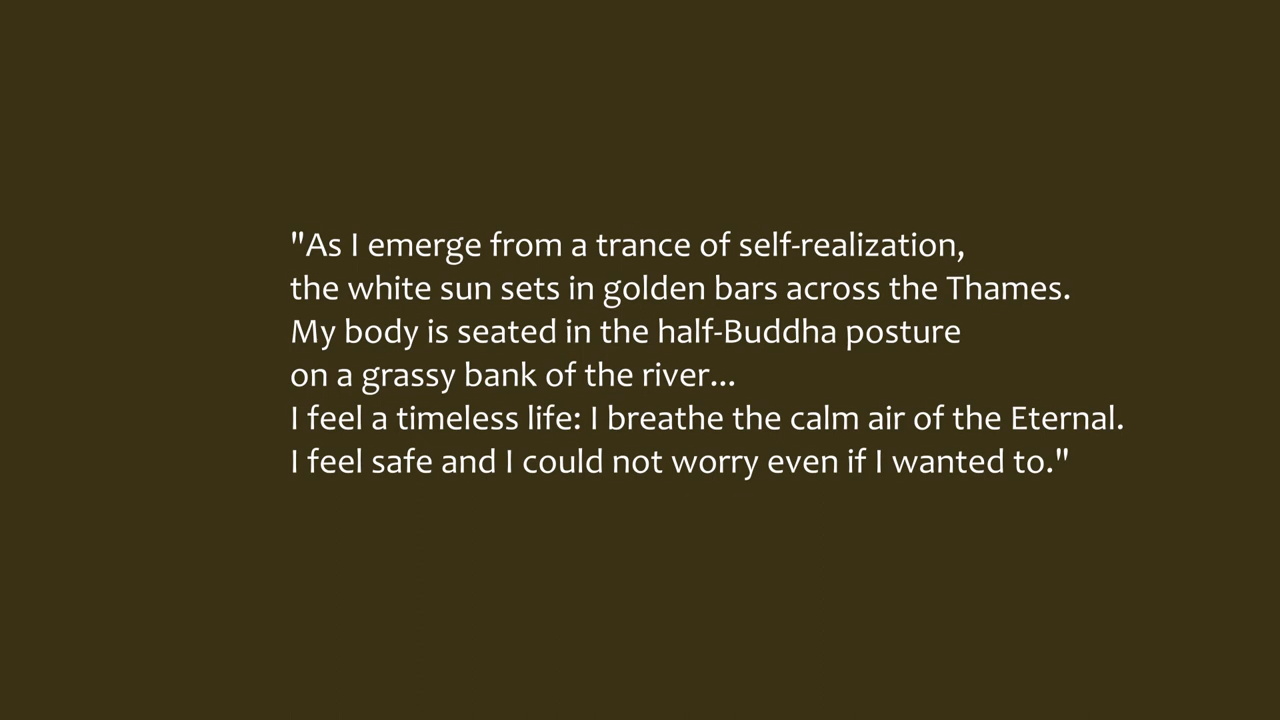 "As I emerge from a trance of self-realization,
the white sun sets in golden bars across the Thames.
My body is seated in the half-Buddha posture
on a grassy bank of the river...
I feel a timeless life: I breathe the calm air of the Eternal.
I feel safe and I could not worry even if I wanted to."